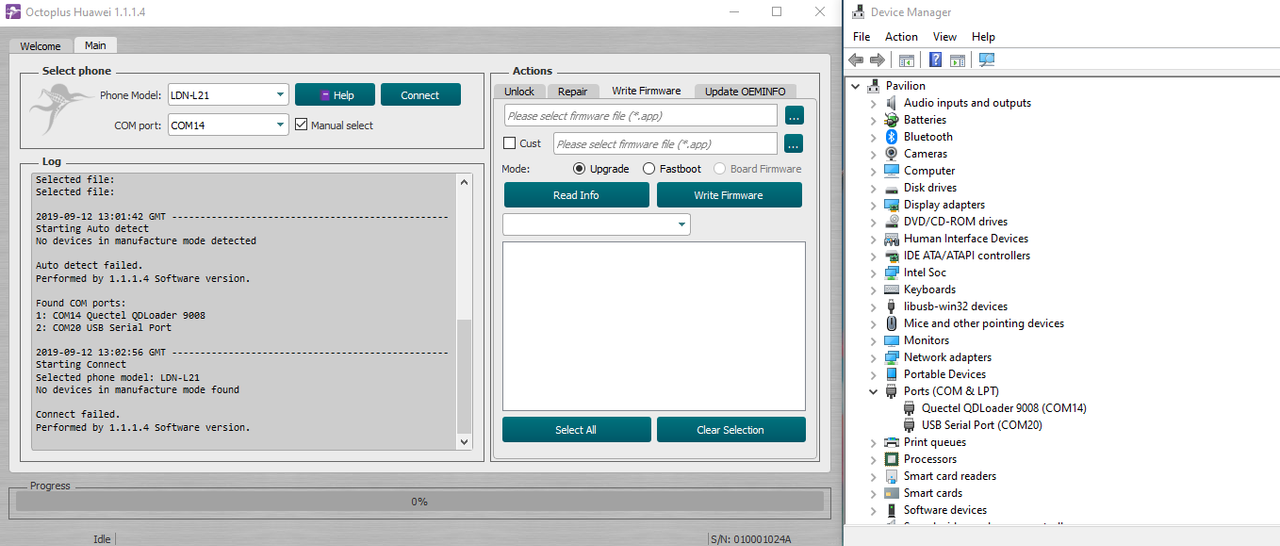 Octoplus Huawei 1.1.1.4
Welcome
Main
Select phone
Phone Model:
LDN-L21
Help
Connect
COM port:
COM14
Manual select
Log
Selected file:
Selected file:
2019-09-12 13:01:42 GMT --------------------------------------------------
Starting Auto detect
No devices in manufacture mode detected
Auto detect failed.
Performed by 1.1.1.4 Software version.
Found COM ports:
1: COM14 Quectel QDLoader 9008
2: COM20 USB Serial Port
2019-09-12 13:02:56 GMT --------------------------------------------------
Starting Connect
Selected phone model: LDN-L21
No devices in manufacture mode found
Connect failed.
Performed by 1.1.1.4 Software version.
Actions
Unlock
Repair
Write Firmware
Update OEMINFO
Please select firmware file (*.app)
...
Cust
Please select firmware file (*.app)
...
Mode:
Upgrade
Fastboot
Board Firmware
Read Info
Write Firmware
Select All
Clear Selection
Progress
0%
Idle
S/N: 010001024A
Device Manager
File Action View Help
Pavilion
Audio inputs and outputs
Batteries
Bluetooth
Cameras
Computer
Disk drives
Display adapters
DVD/CD-ROM drives
Human Interface Devices
IDE ATA/ATAPI controllers
Intel Soc
Keyboards
libusb-win32 devices
Mice and other pointing devices
Monitors
Network adapters
Portable Devices
Ports (COM & LPT)
Quectel QDLoader 9008 (COM14)
USB Serial Port (COM20)
Print queues
Processors
Smart card readers
Smart cards
Software devices